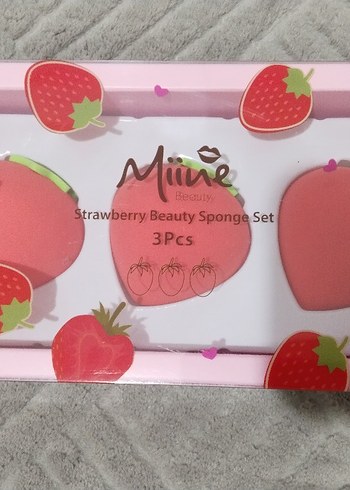 Miine
Beauty
Strawberry Beauty Sponge Set
3Pcs